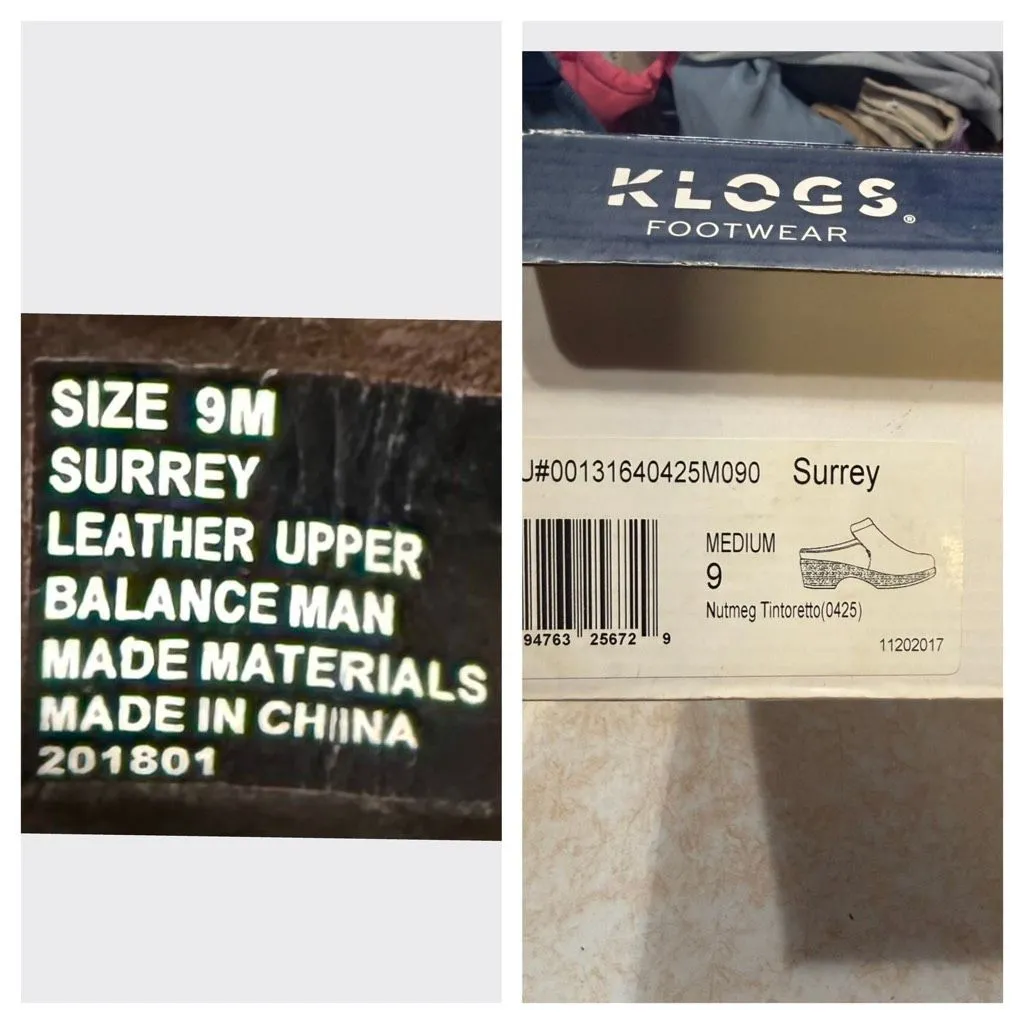 SIZE 9M
SURREY
LEATHER UPPER
BALANCE MAN
MADE MATERIALS
MADE IN CHINA
201801
KLOGS®
FOOTWEAR
U#00131640425M090 Surrey
MEDIUM
9
Nutmeg Tintoretto(0425)
94763 25672 9
11202017